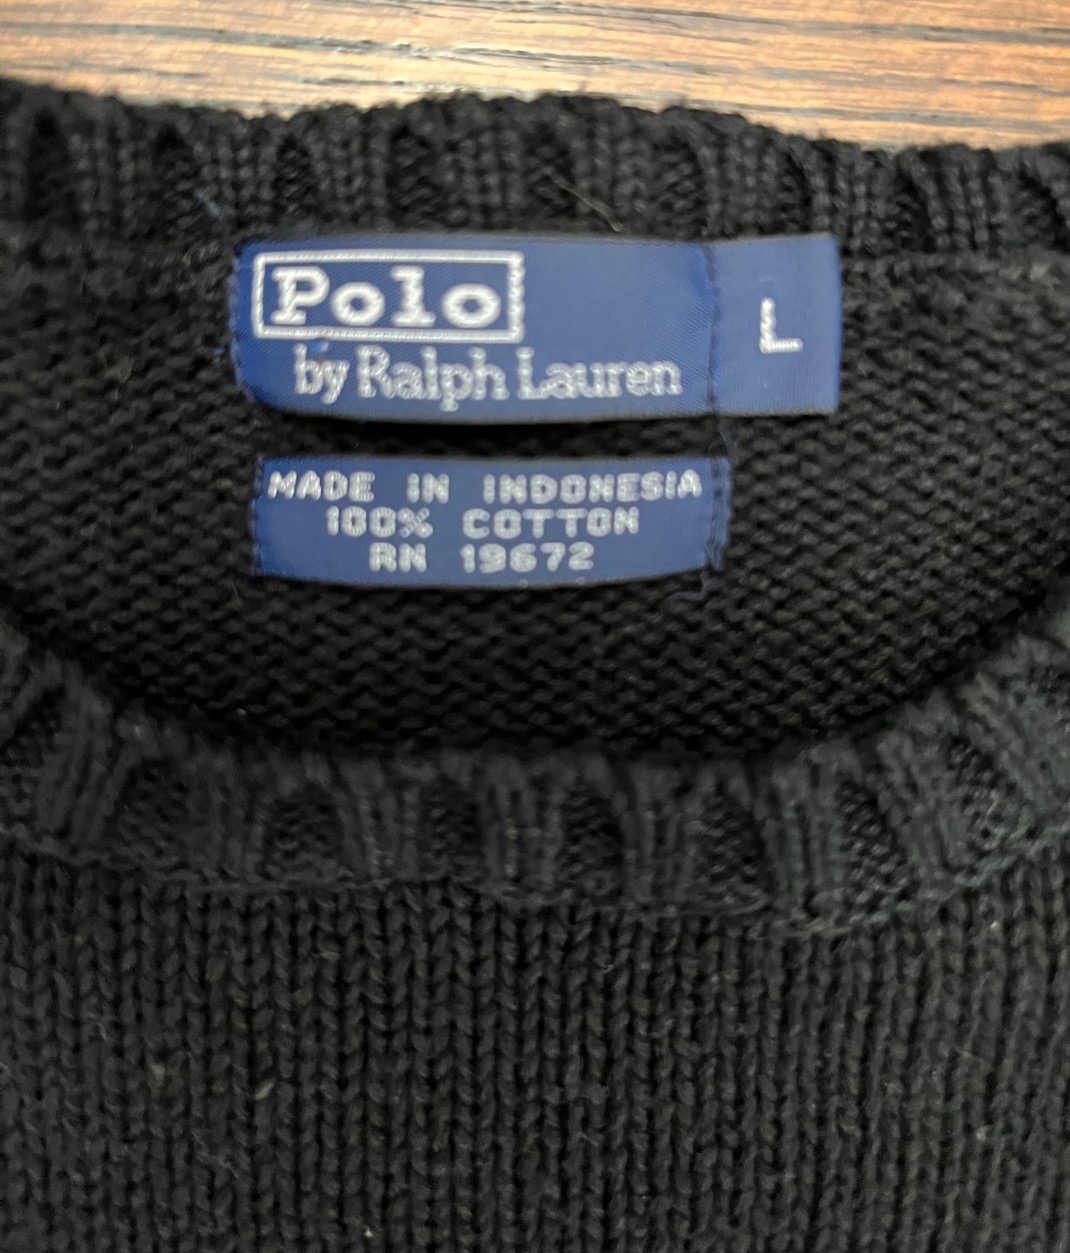 Polo
by Ralph Lauren
L
MADE IN INDONESIA
100% COTTON
RN 19672